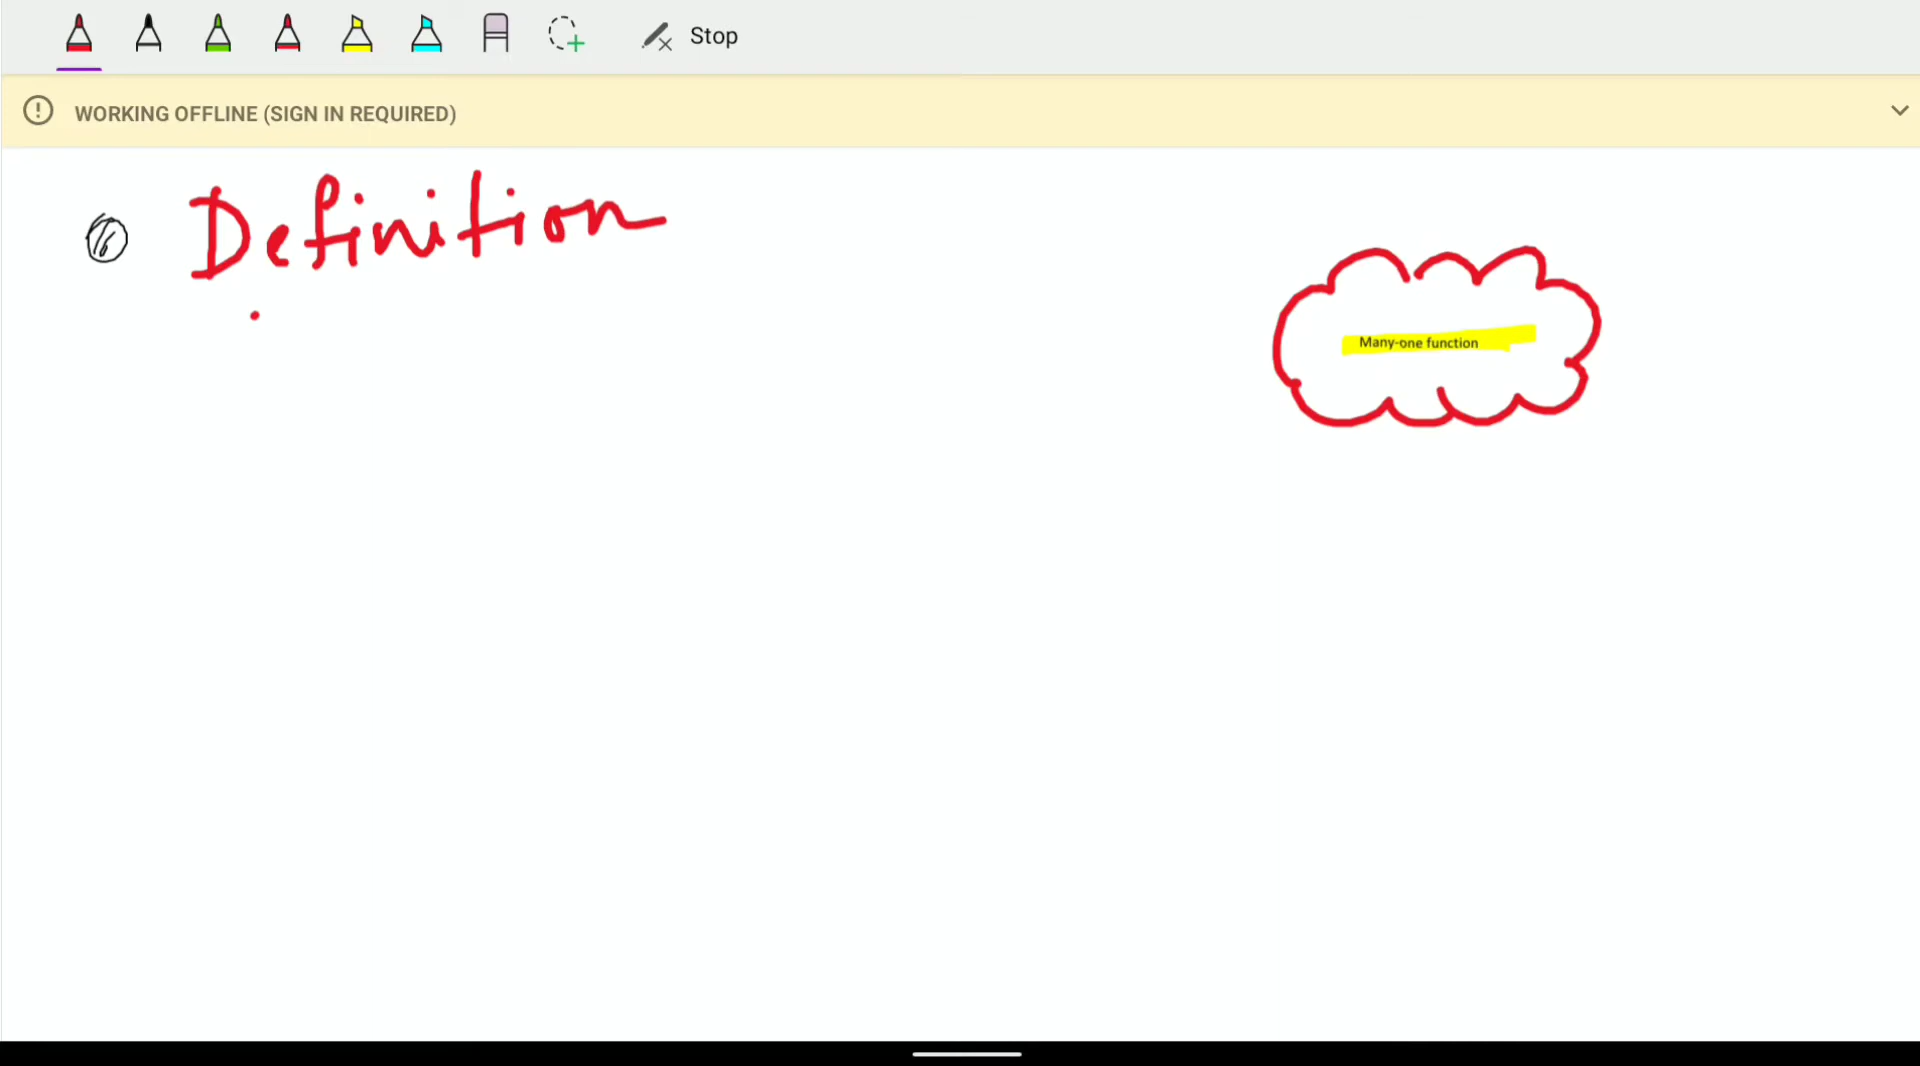 Stop
WORKING OFFLINE (SIGN IN REQUIRED)
Definition
Many-one function